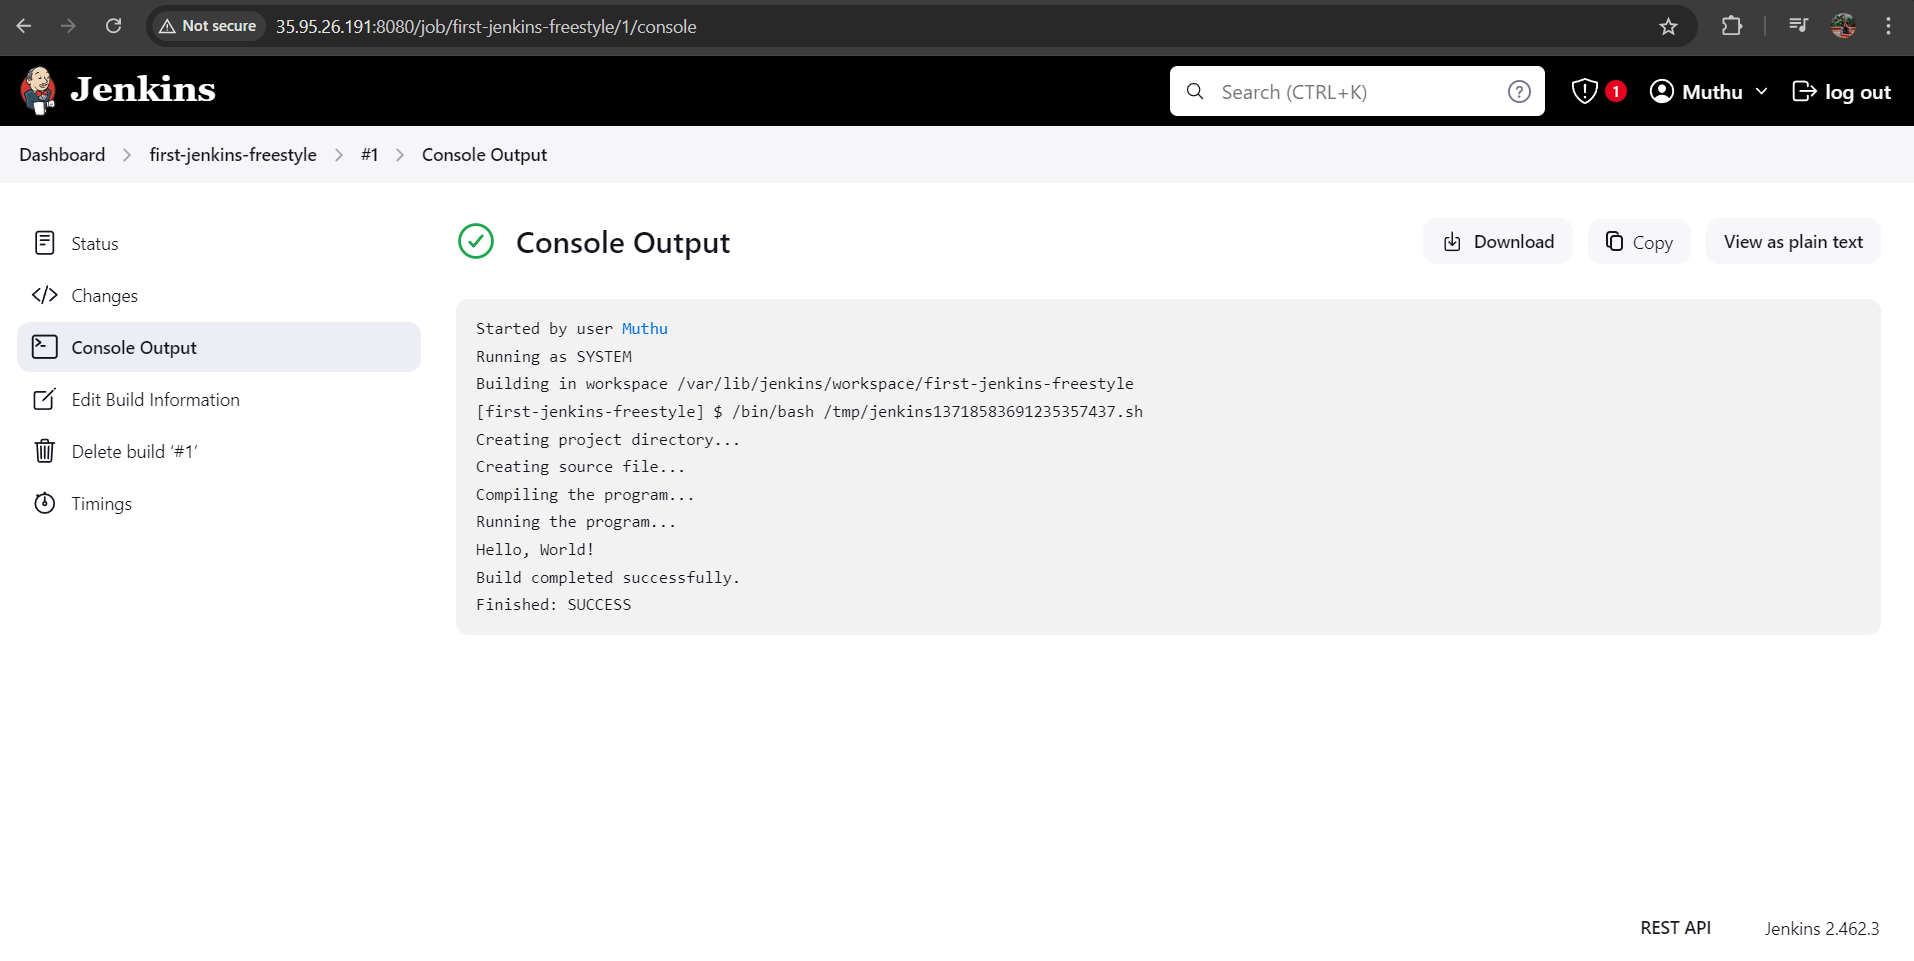 Not secure 35.95.26.191:8080/job/first-jenkins-freestyle/1/console
Jenkins Search (CTRL+K) ? 1 Muthu log out
Dashboard > first-jenkins-freestyle > #1 > Console Output
Status
Changes
Console Output
Edit Build Information
Delete build ‘#1’
Timings
Console Output Download Copy View as plain text
Started by user Muthu
Running as SYSTEM
Building in workspace /var/lib/jenkins/workspace/first-jenkins-freestyle
[first-jenkins-freestyle] $ /bin/bash /tmp/jenkins13718583691235357437.sh
Creating project directory...
Creating source file...
Compiling the program...
Running the program...
Hello, World!
Build completed successfully.
Finished: SUCCESS
REST API Jenkins 2.462.3